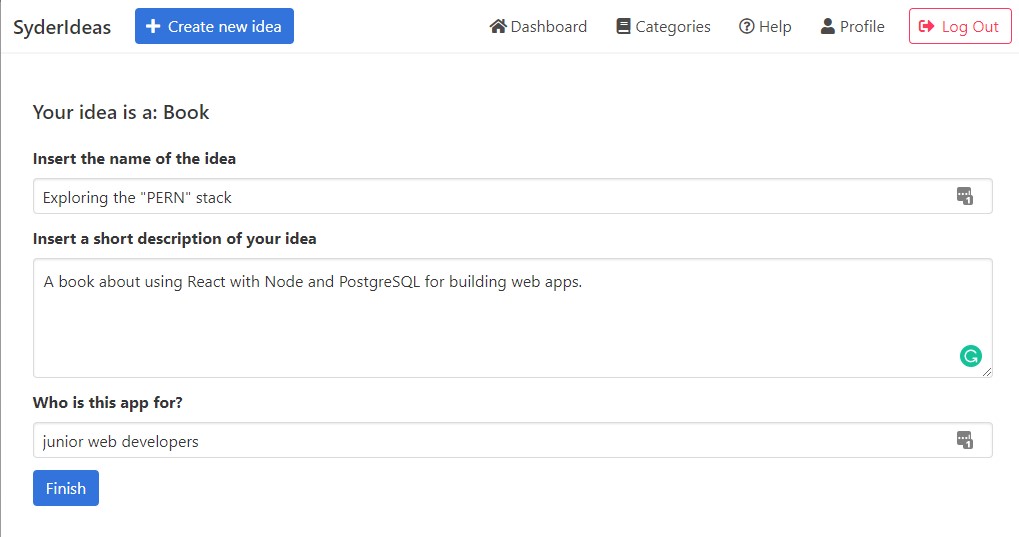 SyderIdeas
Create new idea
Dashboard
Categories
Help
Profile
Log Out
Your idea is a: Book
Insert the name of the idea
Exploring the "PERN" stack
Insert a short description of your idea
A book about using React with Node and PostgreSQL for building web apps.
Who is this app for?
junior web developers
Finish